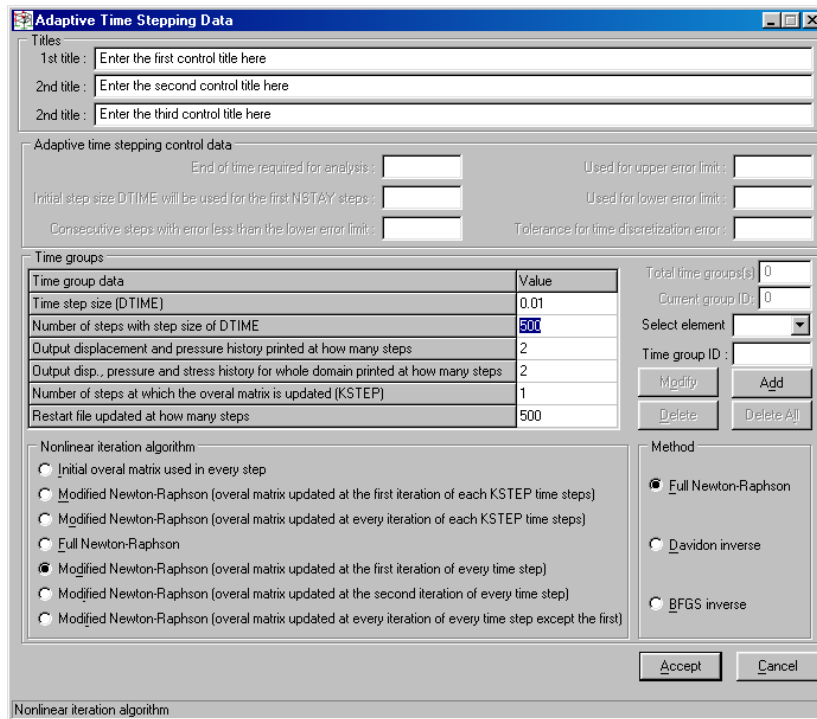 Adaptive Time Stepping Data
Titles
1st title : Enter the first control title here
2nd title : Enter the second control title here
2nd title : Enter the third control title here
Adaptive time stepping control data
End of time required for analysis : Used for upper error limit :
Initial step size DTIME will be used for the first NSTAY steps : Used for lower error limit :
Consecutive steps with error less than the lower error limit : Tolerance for time discretization error :
Time groups
Time group data Value
Time step size (DTIME) 0.01
Number of steps with step size of DTIME 500
Output displacement and pressure history printed at how many steps 2
Output disp., pressure and stress history for whole domain printed at how many steps 2
Number of steps at which the overal matrix is updated (KSTEP) 1
Restart file updated at how many steps 500
Total time groups(s) 0
Current group ID: 0
Select element
Time group ID :
Modify Add
Delete Delete All
Nonlinear iteration algorithm
Initial overal matrix used in every step
Modified Newton-Raphson (overal matrix updated at the first iteration of each KSTEP time steps)
Modified Newton-Raphson (overal matrix updated at every iteration of each KSTEP time steps)
Full Newton-Raphson
Modified Newton-Raphson (overal matrix updated at the first iteration of every time step)
Modified Newton-Raphson (overal matrix updated at the second iteration of every time step)
Modified Newton-Raphson (overal matrix updated at every iteration of every time step except the first)
Method
Full Newton-Raphson
Davidon inverse
BFGS inverse
Accept Cancel
Nonlinear iteration algorithm